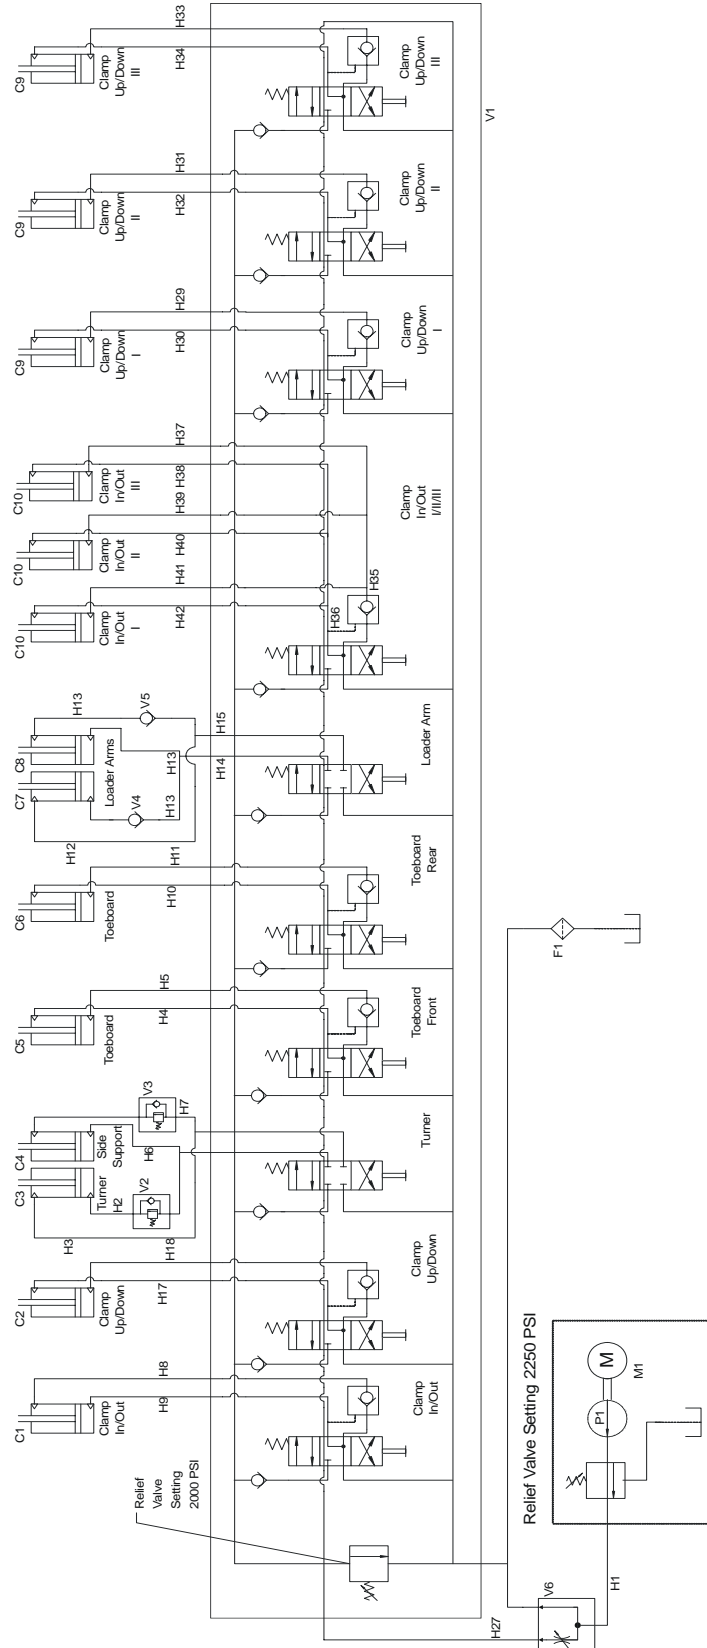 H33
H34
C9
Clamp
Up/Down
III
Clamp
Up/Down
III
V1
H31
H32
C9
Clamp
Up/Down
II
Clamp
Up/Down
II
H29
H30
C9
Clamp
Up/Down
I
Clamp
Up/Down
I
H37
H38
C10
Clamp
In/Out
III
H39
Clamp
In/Out
I/II/III
H40
C10
Clamp
In/Out
II
H41
H42
C10
Clamp
In/Out
I
H35
H36
H13
V5
H15
C8
C7
Loader Arms
H13
H14
V4
H13
Loader Arm
H12
H11
H10
C6
Toeboard
Toeboard
Rear
F1
H5
H4
C5
Toeboard
Toeboard
Front
V3
H7
C4
Side
Support
H6
C3
Turner
H2
V2
Turner
H3
H18
H17
C2
Clamp
Up/Down
Clamp
Up/Down
H8
H9
C1
Clamp
In/Out
Clamp
In/Out
Relief
Valve
Setting
2000 PSI
Relief Valve Setting 2250 PSI
M
M1
P1
V6
H1
H27